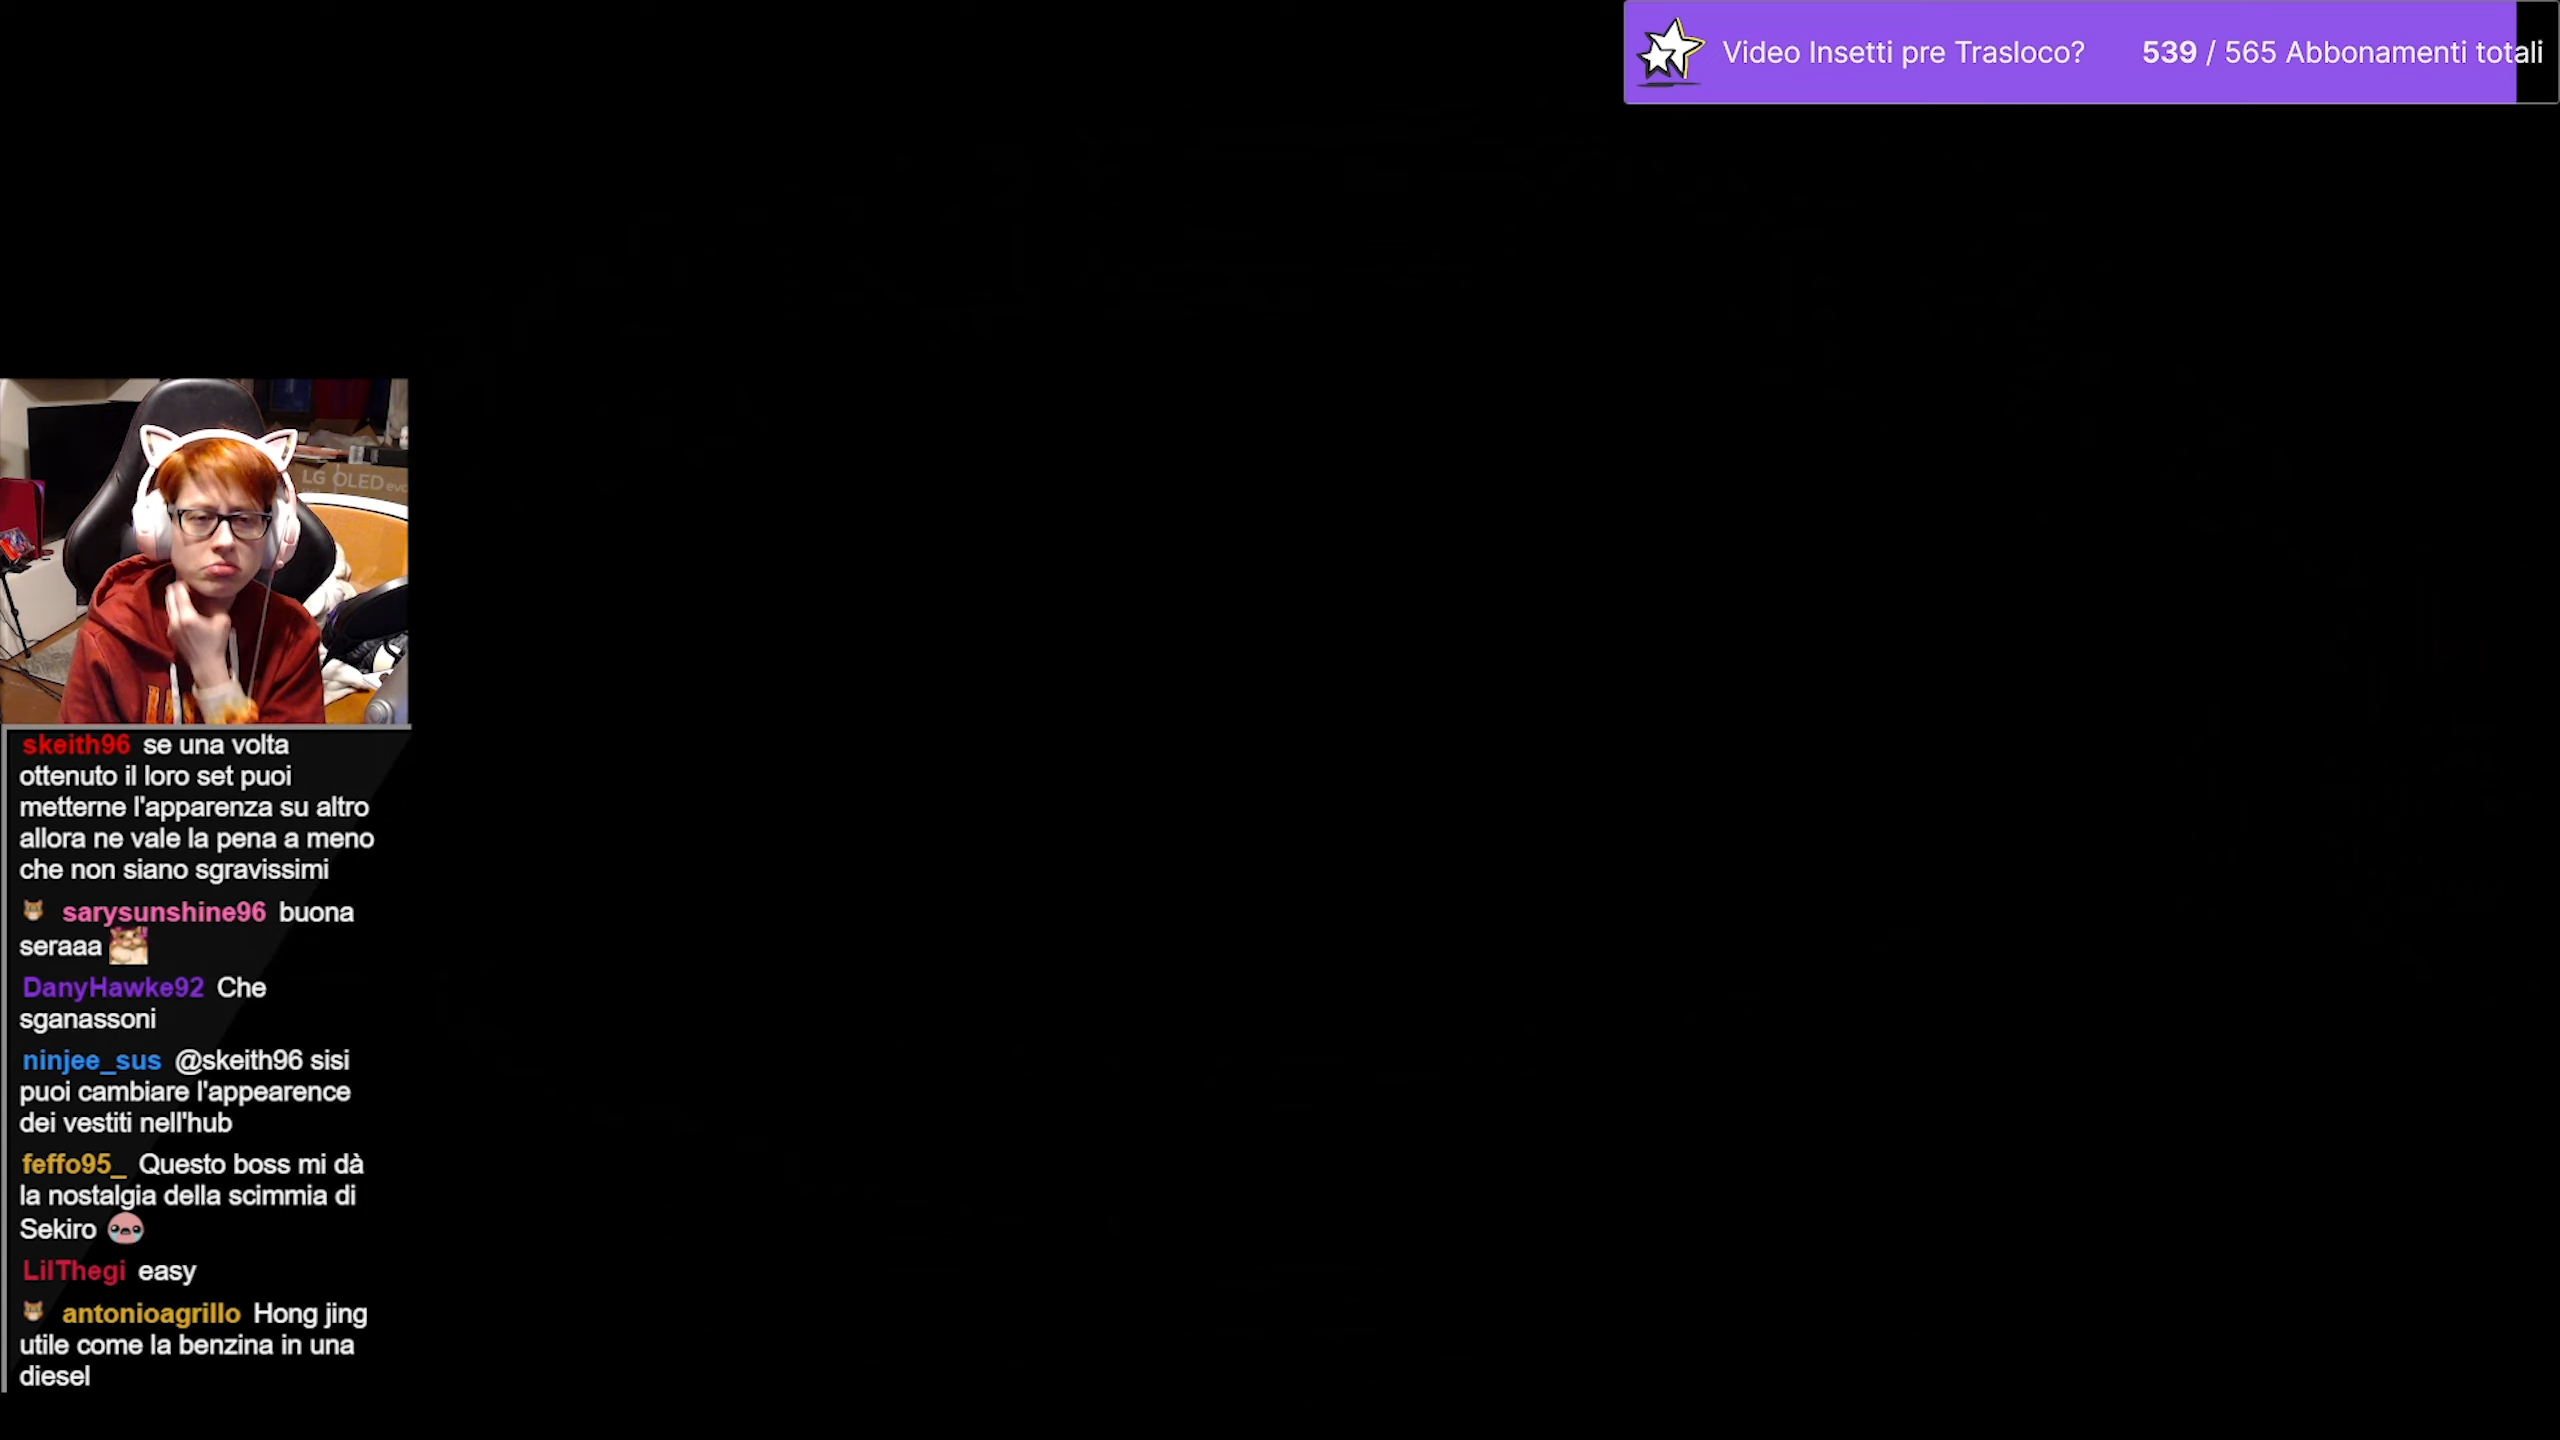 Video Insetti pre Trasloco? 539 / 565 Abbonamenti totali
LG OLED evo
skeith96 se una volta
ottenuto il loro set puoi
metterne l'apparenza su altro
allora ne vale la pena a meno
che non siano sgravissimi
sarysunshine96 buona
seraaa
DanyHawke92 Che
sganassoni
ninjee_sus @skeith96 sisi
puoi cambiare l'appearence
dei vestiti nell'hub
feffo95_ Questo boss mi dà
la nostalgia della scimmia di
Sekiro
LilThegi easy
antonioagrillo Hong jing
utile come la benzina in una
diesel